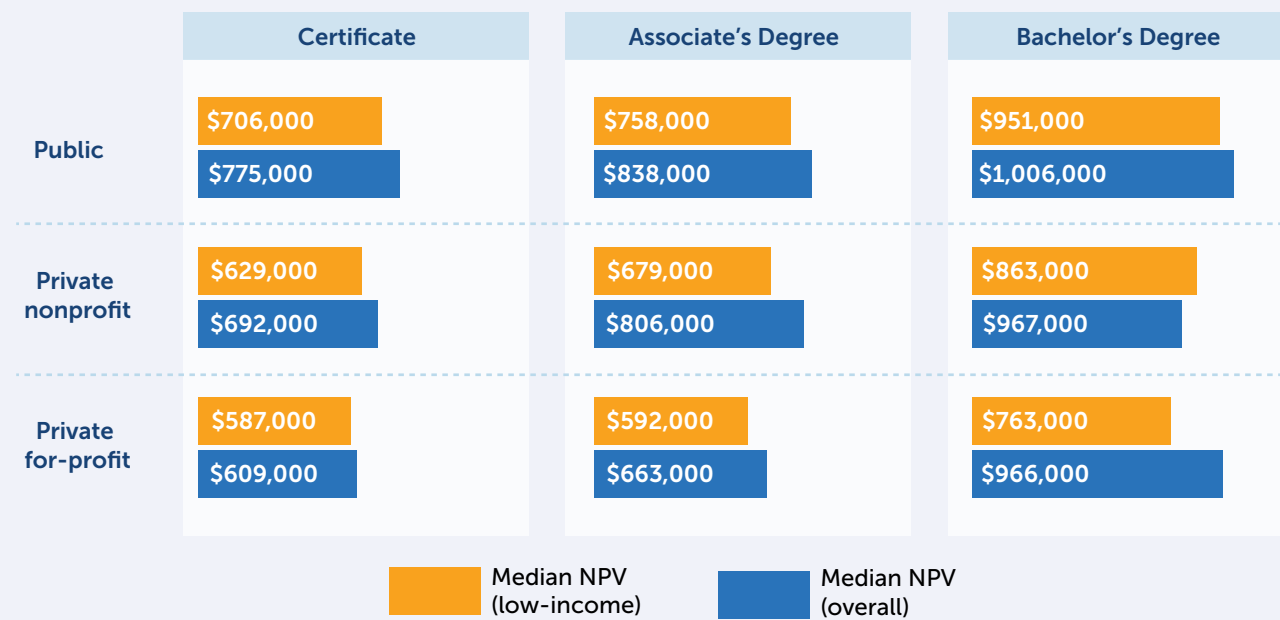 Certificate
Associate's Degree
Bachelor's Degree
Public
$706,000
$775,000
$758,000
$838,000
$951,000
$1,006,000
Private
nonprofit
$629,000
$692,000
$679,000
$806,000
$863,000
$967,000
Private
for-profit
$587,000
$609,000
$592,000
$663,000
$763,000
$966,000
Median NPV
(low-income)
Median NPV
(overall)